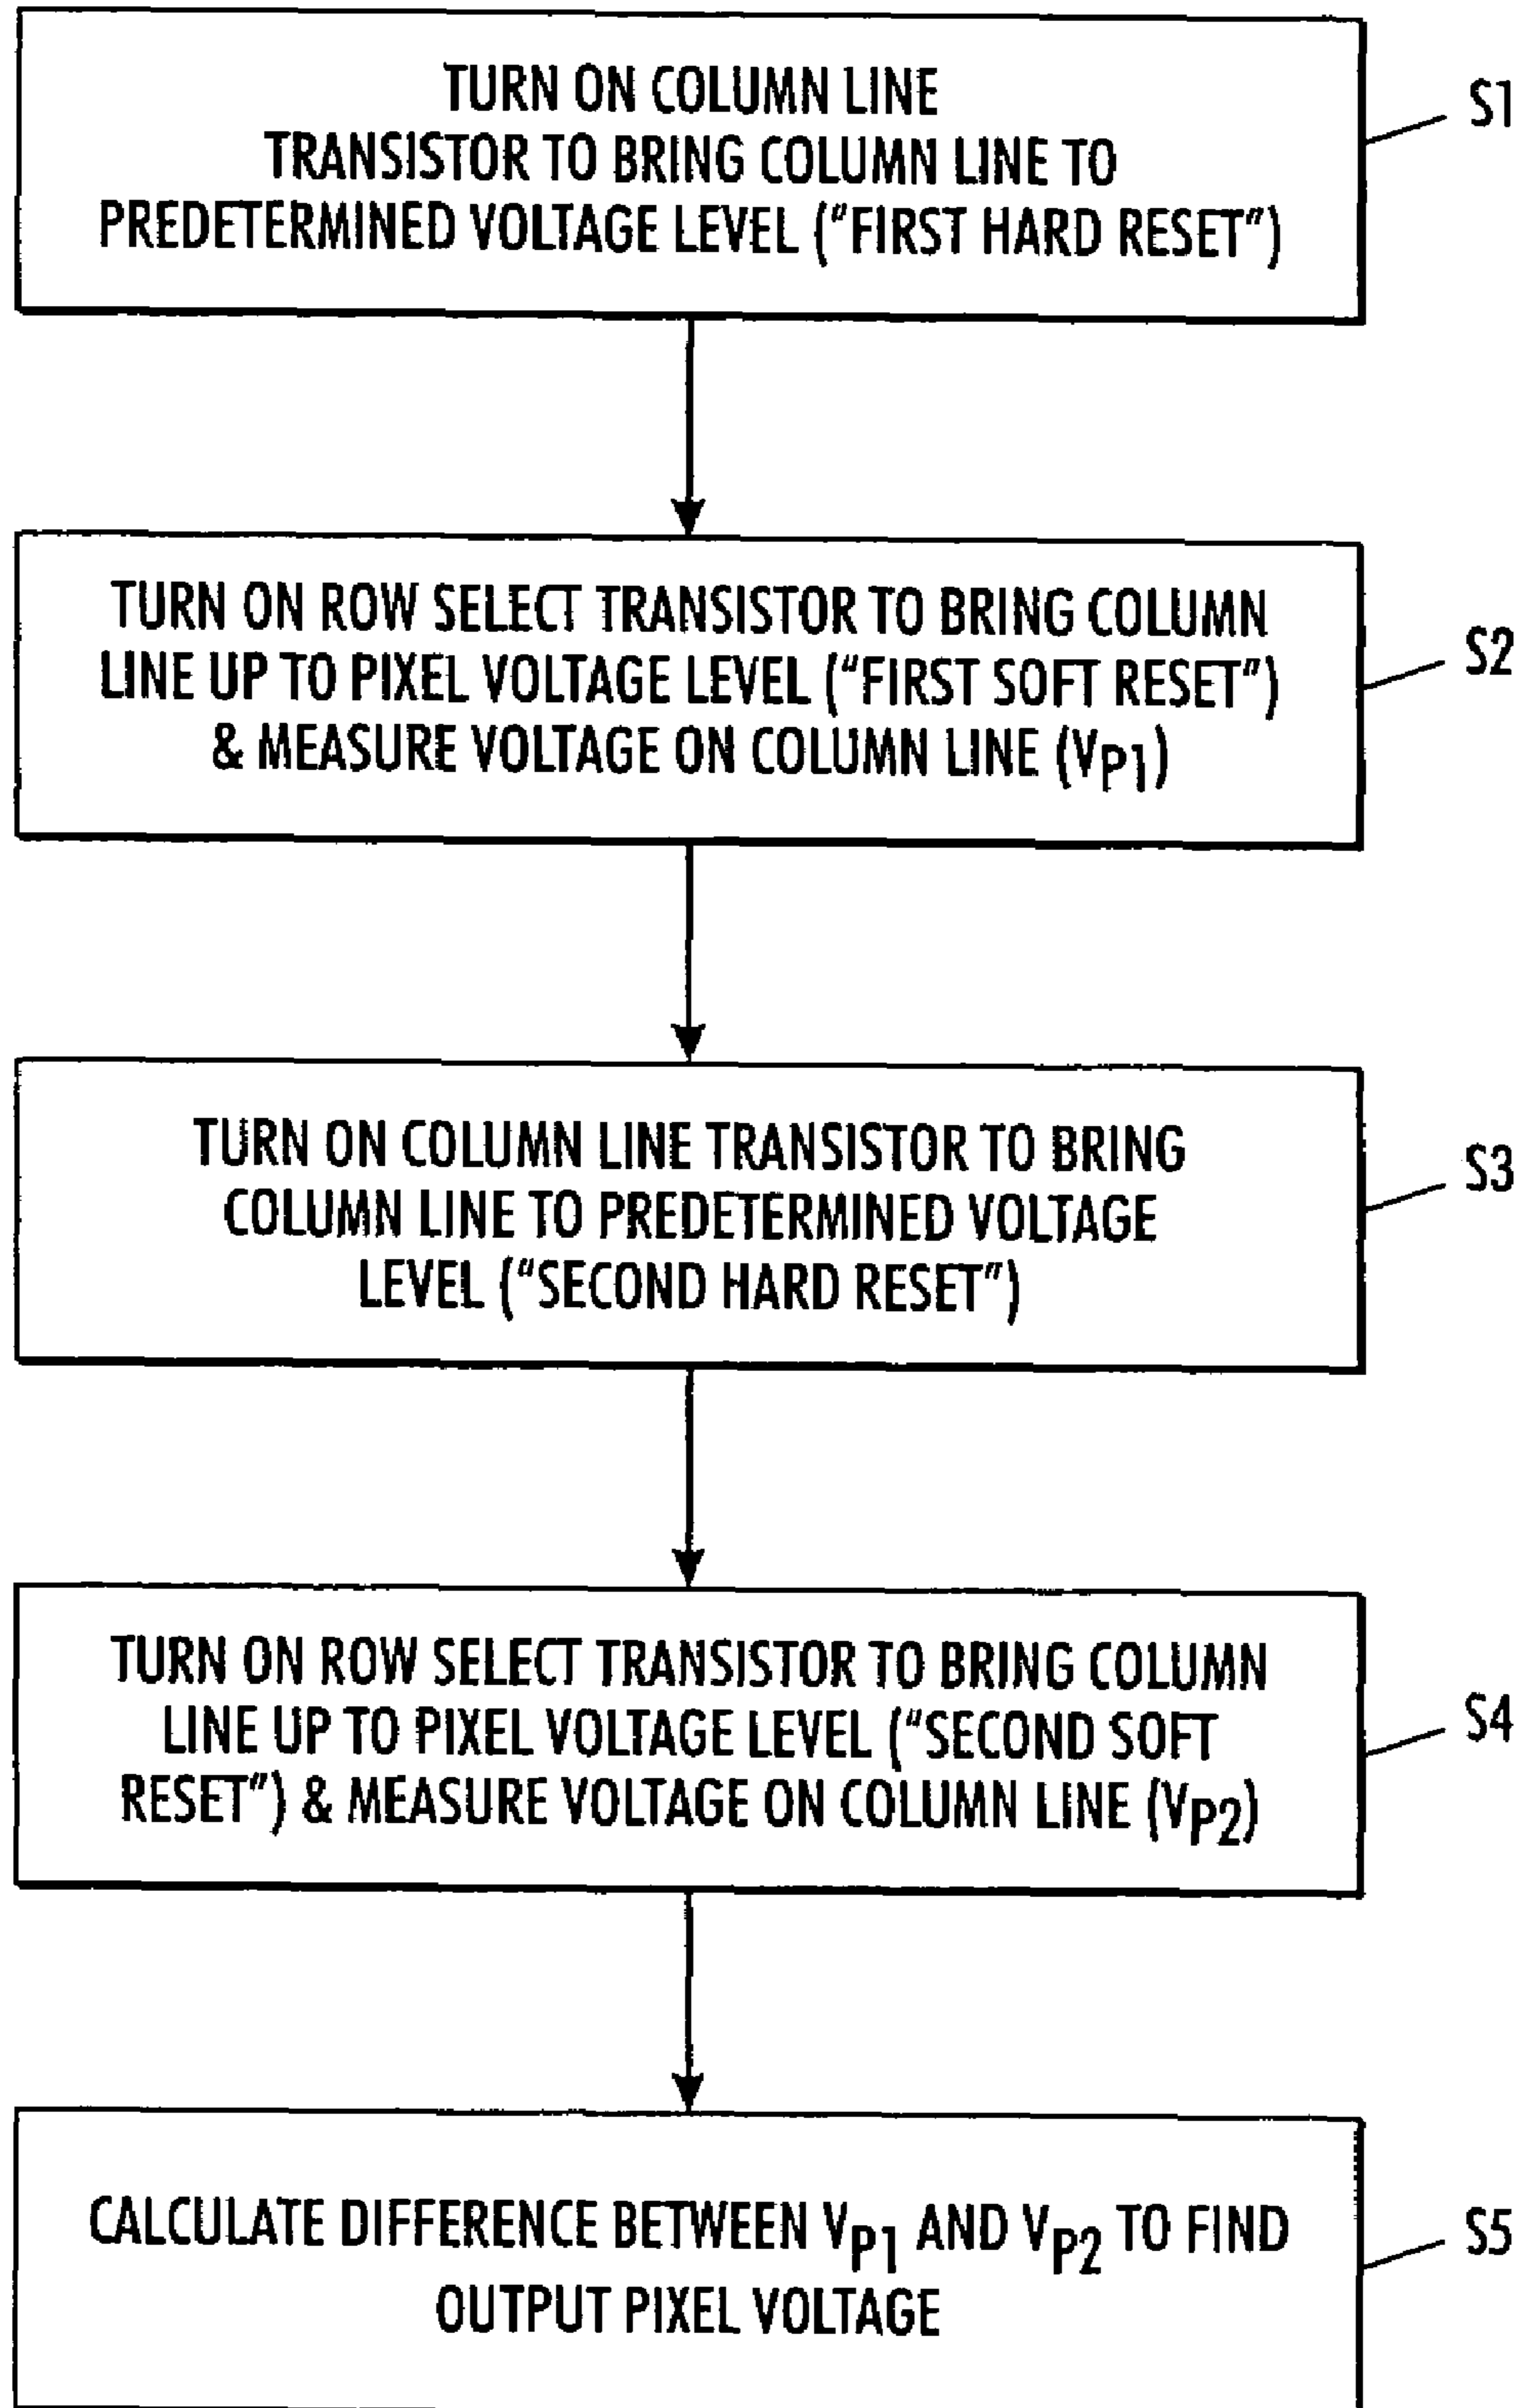 TURN ON COLUMN LINE
TRANSISTOR TO BRING COLUMN LINE TO
PREDETERMINED VOLTAGE LEVEL ("FIRST HARD RESET")
S1
TURN ON ROW SELECT TRANSISTOR TO BRING COLUMN
LINE UP TO PIXEL VOLTAGE LEVEL ("FIRST SOFT RESET")
& MEASURE VOLTAGE ON COLUMN LINE (VP1)
S2
TURN ON COLUMN LINE TRANSISTOR TO BRING
COLUMN LINE TO PREDETERMINED VOLTAGE
LEVEL ("SECOND HARD RESET")
S3
TURN ON ROW SELECT TRANSISTOR TO BRING COLUMN
LINE UP TO PIXEL VOLTAGE LEVEL ("SECOND SOFT
RESET") & MEASURE VOLTAGE ON COLUMN LINE (VP2)
S4
CALCULATE DIFFERENCE BETWEEN VP1 AND VP2 TO FIND
OUTPUT PIXEL VOLTAGE
S5